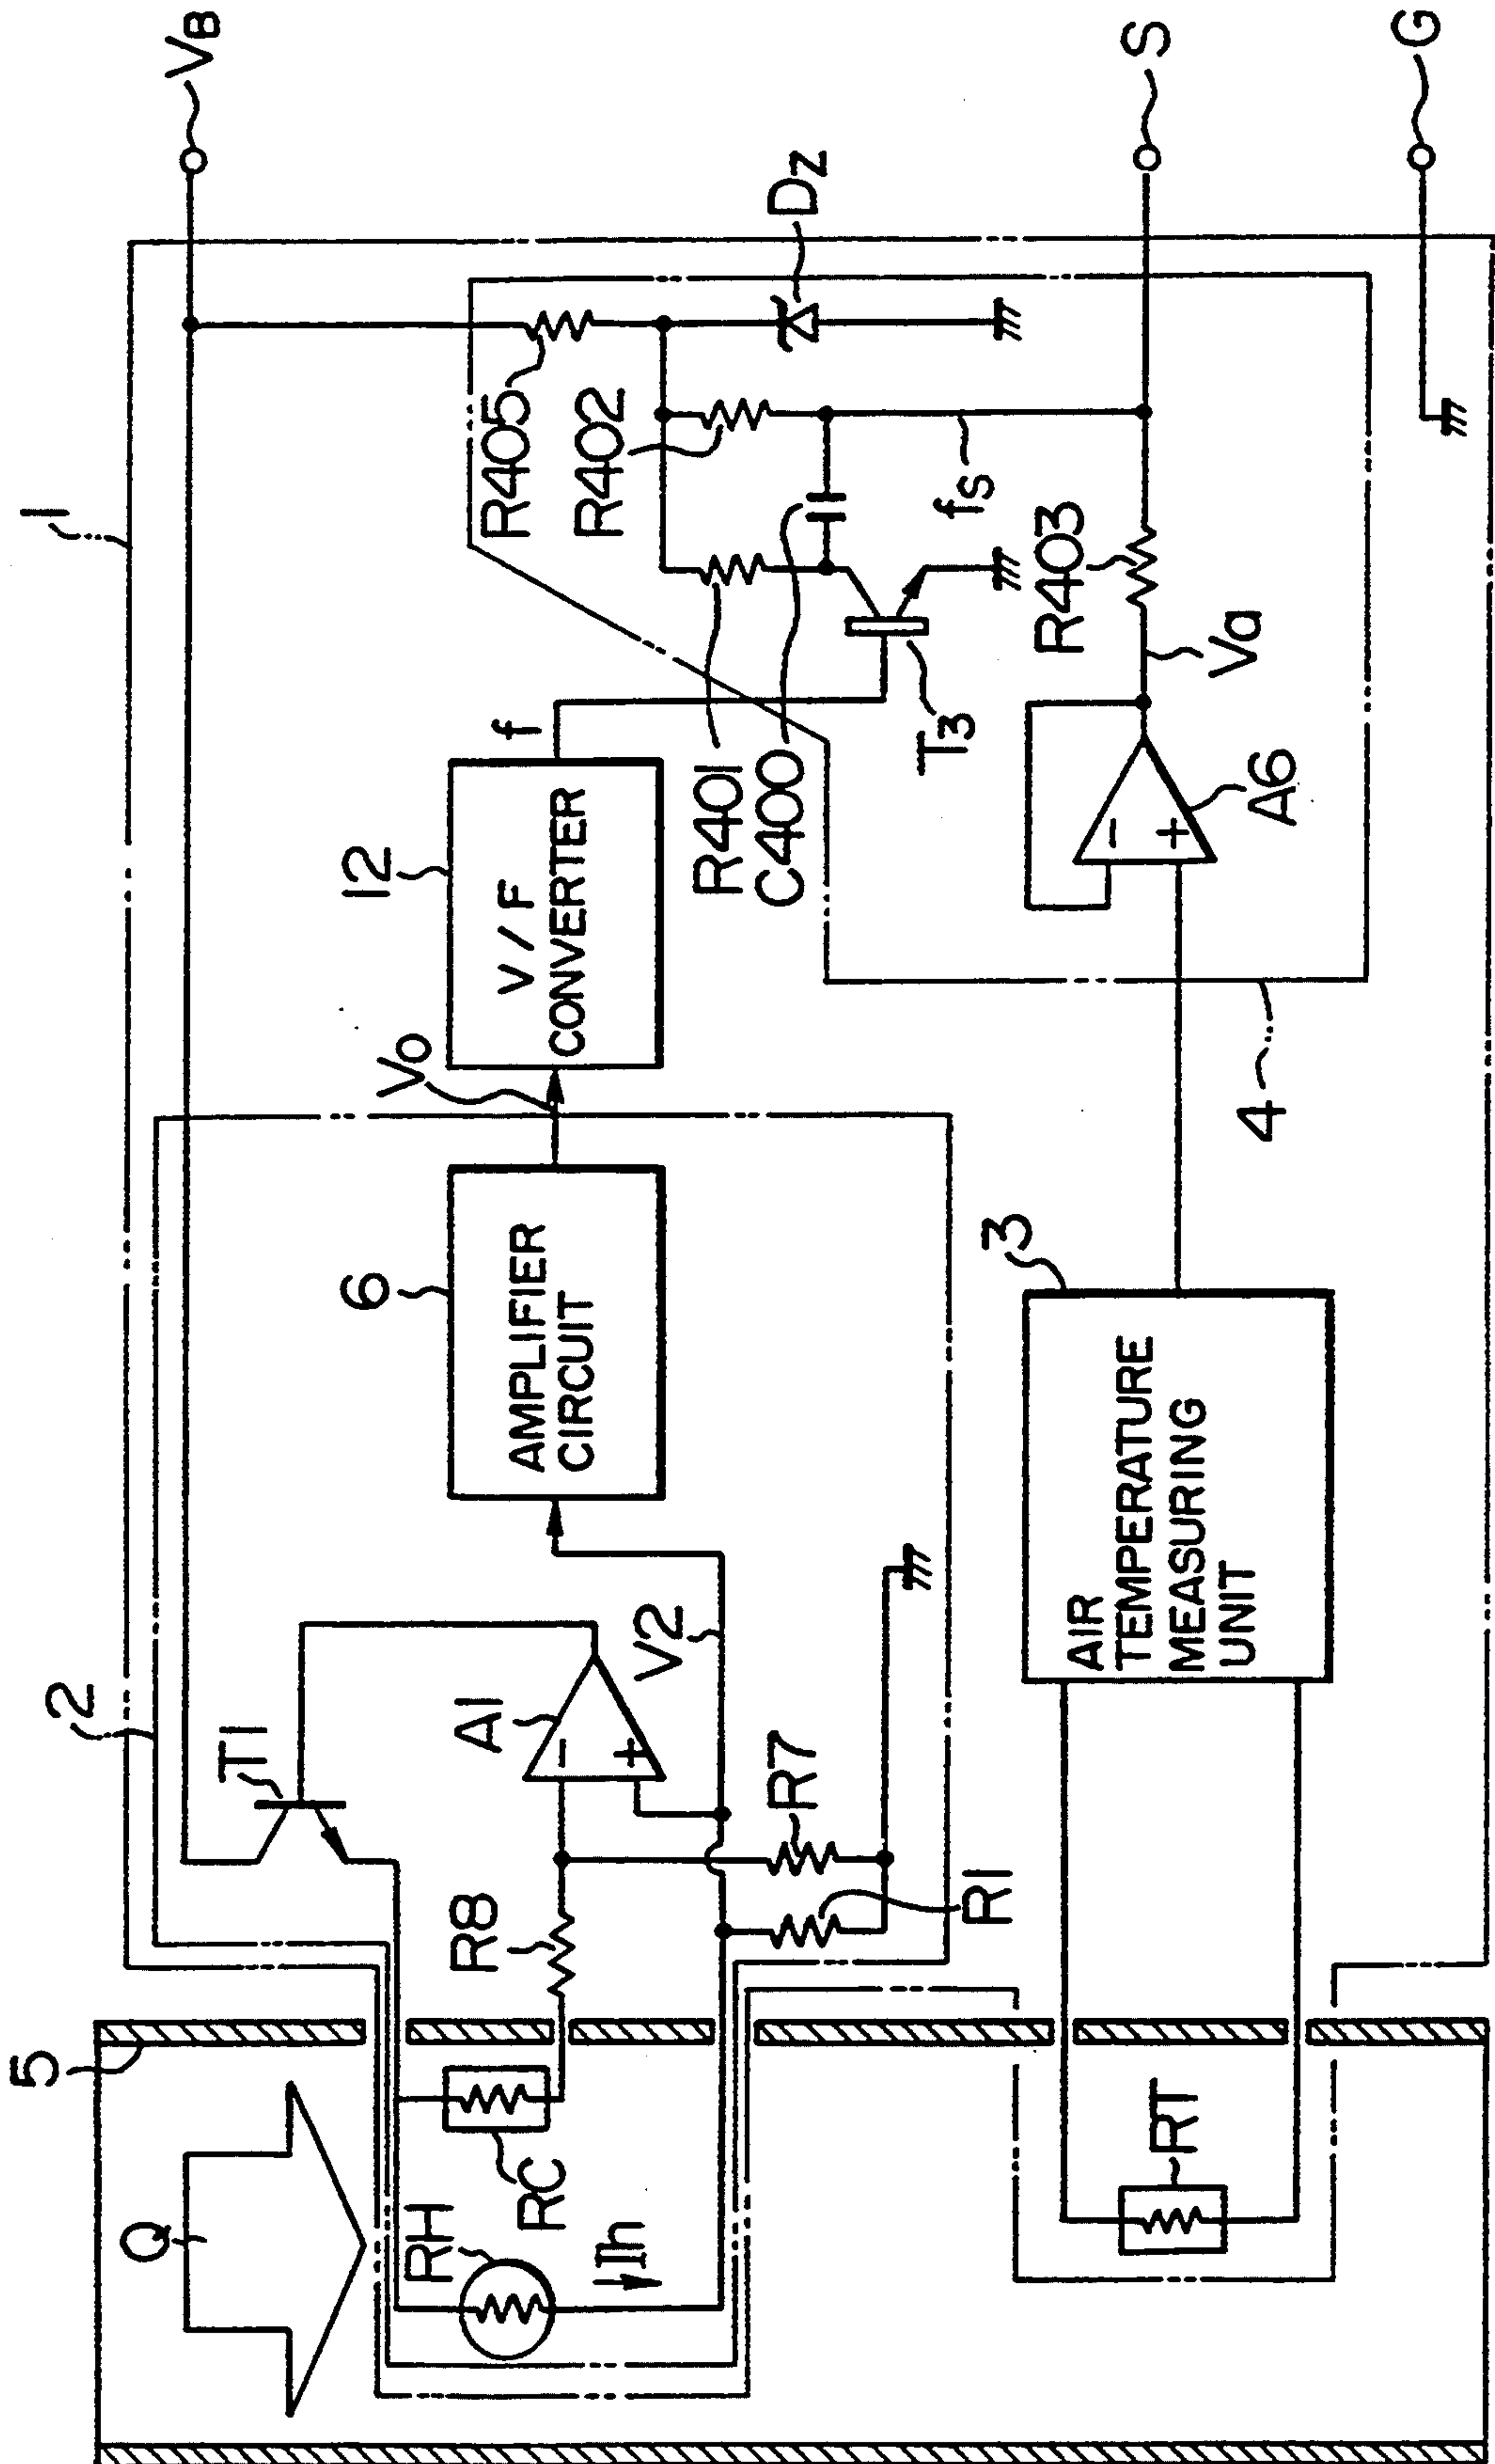 1
VB
2
T1
5
Q
6
AMPLIFIER
CIRCUIT
VO
12
V / F
CONVERTER
f
R405
R402
DZ
R8
A1
−
+
RC
RH
Ih
V2
R7
R1
R401
C400
T3
fS
S
R403
Va
−
+
A6
4
3
AIR
TEMPERATURE
MEASURING
UNIT
RT
G